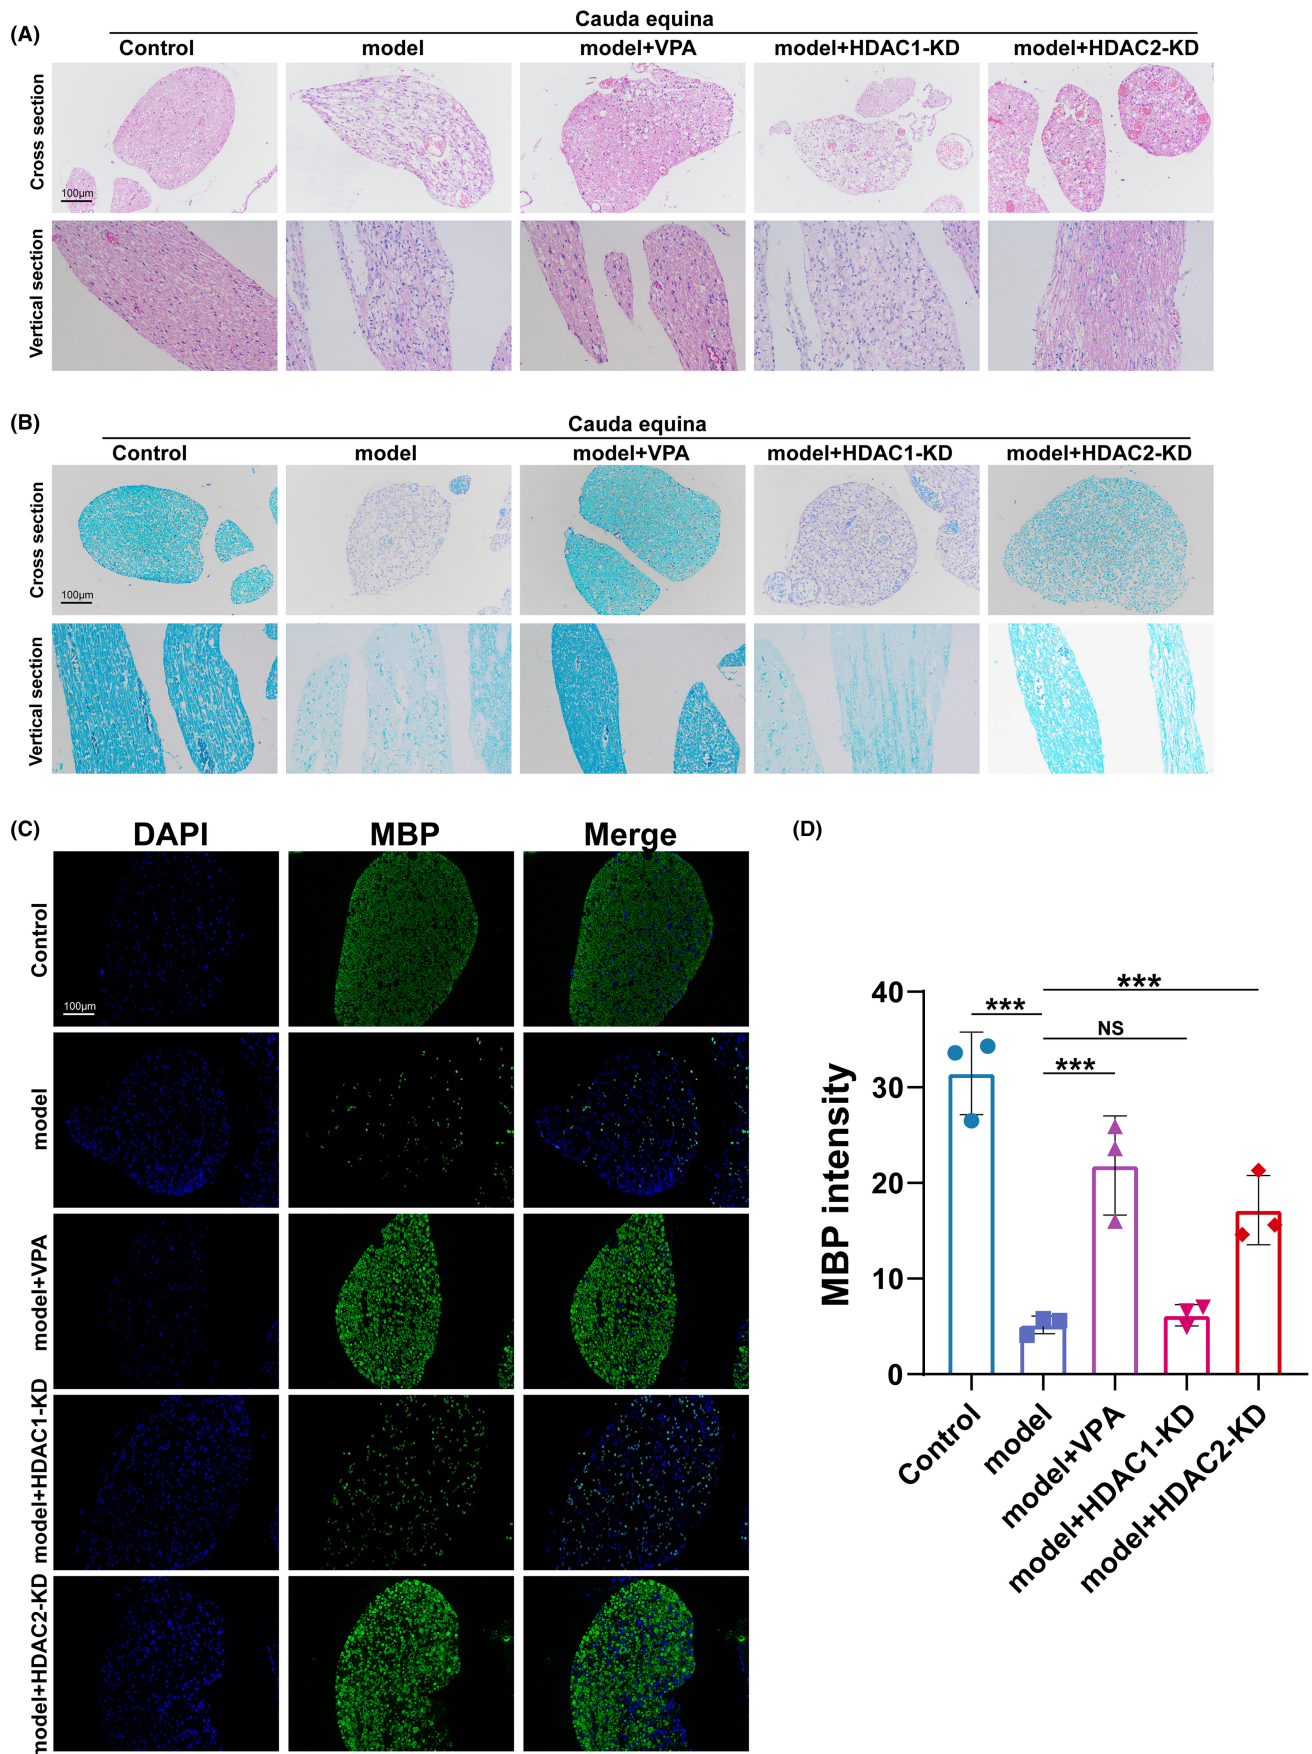 (A)
Cauda equina
Control model model+VPA model+HDAC1-KD model+HDAC2-KD
Cross section
100μm
Vertical section
(B)
Cauda equina
Control model model+VPA model+HDAC1-KD model+HDAC2-KD
Cross section
100μm
Vertical section
(C)
DAPI MBP Merge
Control
100μm
model
model+VPA
model+HDAC1-KD
model+HDAC2-KD
(D)
MBP intensity
40
30
20
10
0
***
***
NS
***
Control
model
model+VPA
model+HDAC1-KD
model+HDAC2-KD